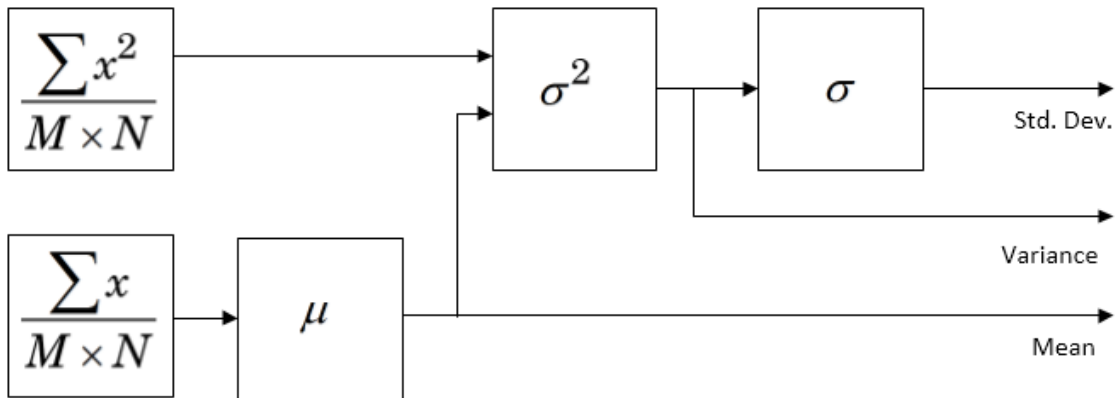 ∑x²
M × N
σ²
σ
Std. Dev.
Variance
∑x
M × N
μ
Mean